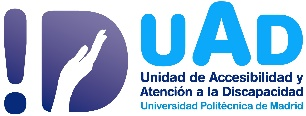 !D UAD
Unidad de Accesibilidad y
Atención a la Discapacidad
Universidad Politécnica de Madrid